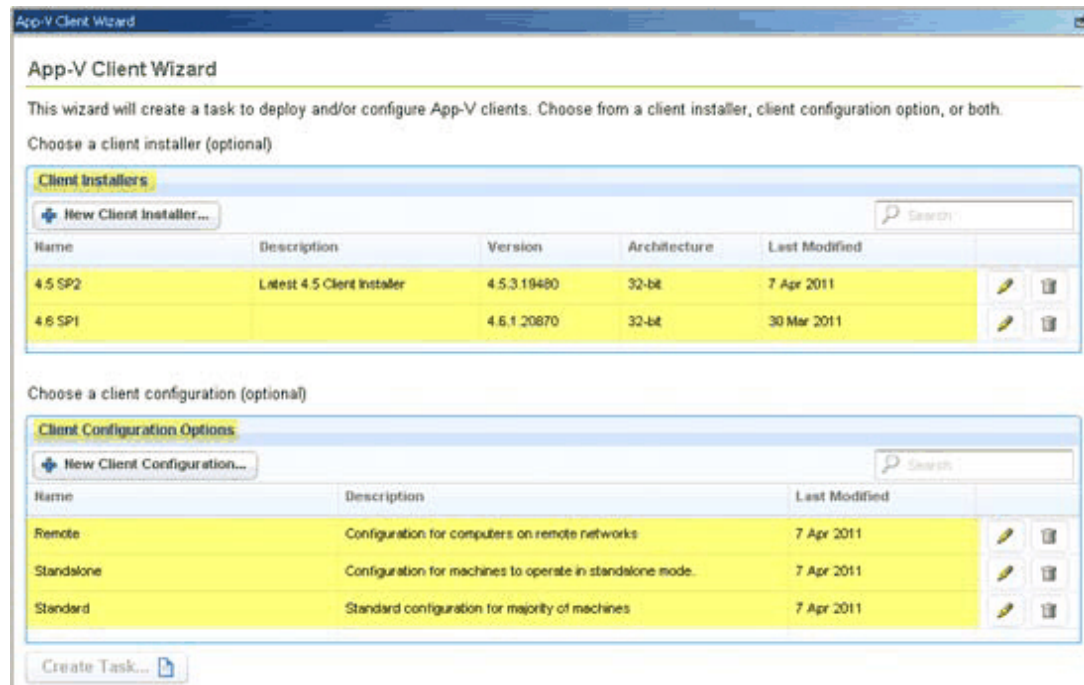 App-V Client Wizard
App-V Client Wizard
This wizard will create a task to deploy and/or configure App-V clients. Choose from a client installer, client configuration option, or both.
Choose a client installer (optional)
Client Installers
New Client Installer...
Search
Name Description Version Architecture Last Modified
4.5 SP2 Latest 4.5 Client Installer 4.5.3.19480 32-bit 7 Apr 2011
4.6 SP1 4.6.1.20870 32-bit 30 Mar 2011
Choose a client configuration (optional)
Client Configuration Options
New Client Configuration...
Search
Name Description Last Modified
Remote Configuration for computers on remote networks 7 Apr 2011
Standalone Configuration for machines to operate in standalone mode. 7 Apr 2011
Standard Standard configuration for majority of machines 7 Apr 2011
Create Task...